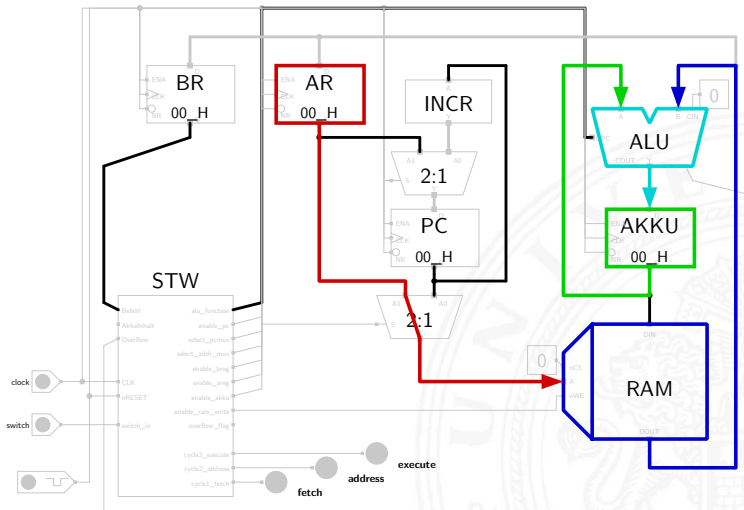 BR
AR
INCR
ENA
CLK
NR
00_H
ENA
CLK
NR
00_H
A
Y
0
A
B
CIN
ALU
FC
COUT
Y
A1
A0
2:1
S
Y
D
PC
ENA
CLK
NR
00_H
AKKU
ENA
CLK
NR
00_H
STW
A1
A0
2:1
S
Befehl
Akkuinhalt
Overflow
CLK
nRESET
switch_in
alu_function
enable_pc
select_pcmux
select_addr_mux
enable_breg
enable_areg
enable_akku
enable_ram_write
overflow_flag
cycle3_execute
cycle2_address
cycle1_fetch
clock
switch
execute
address
fetch
0
nCS
A
nWE
DIN
RAM
DOUT